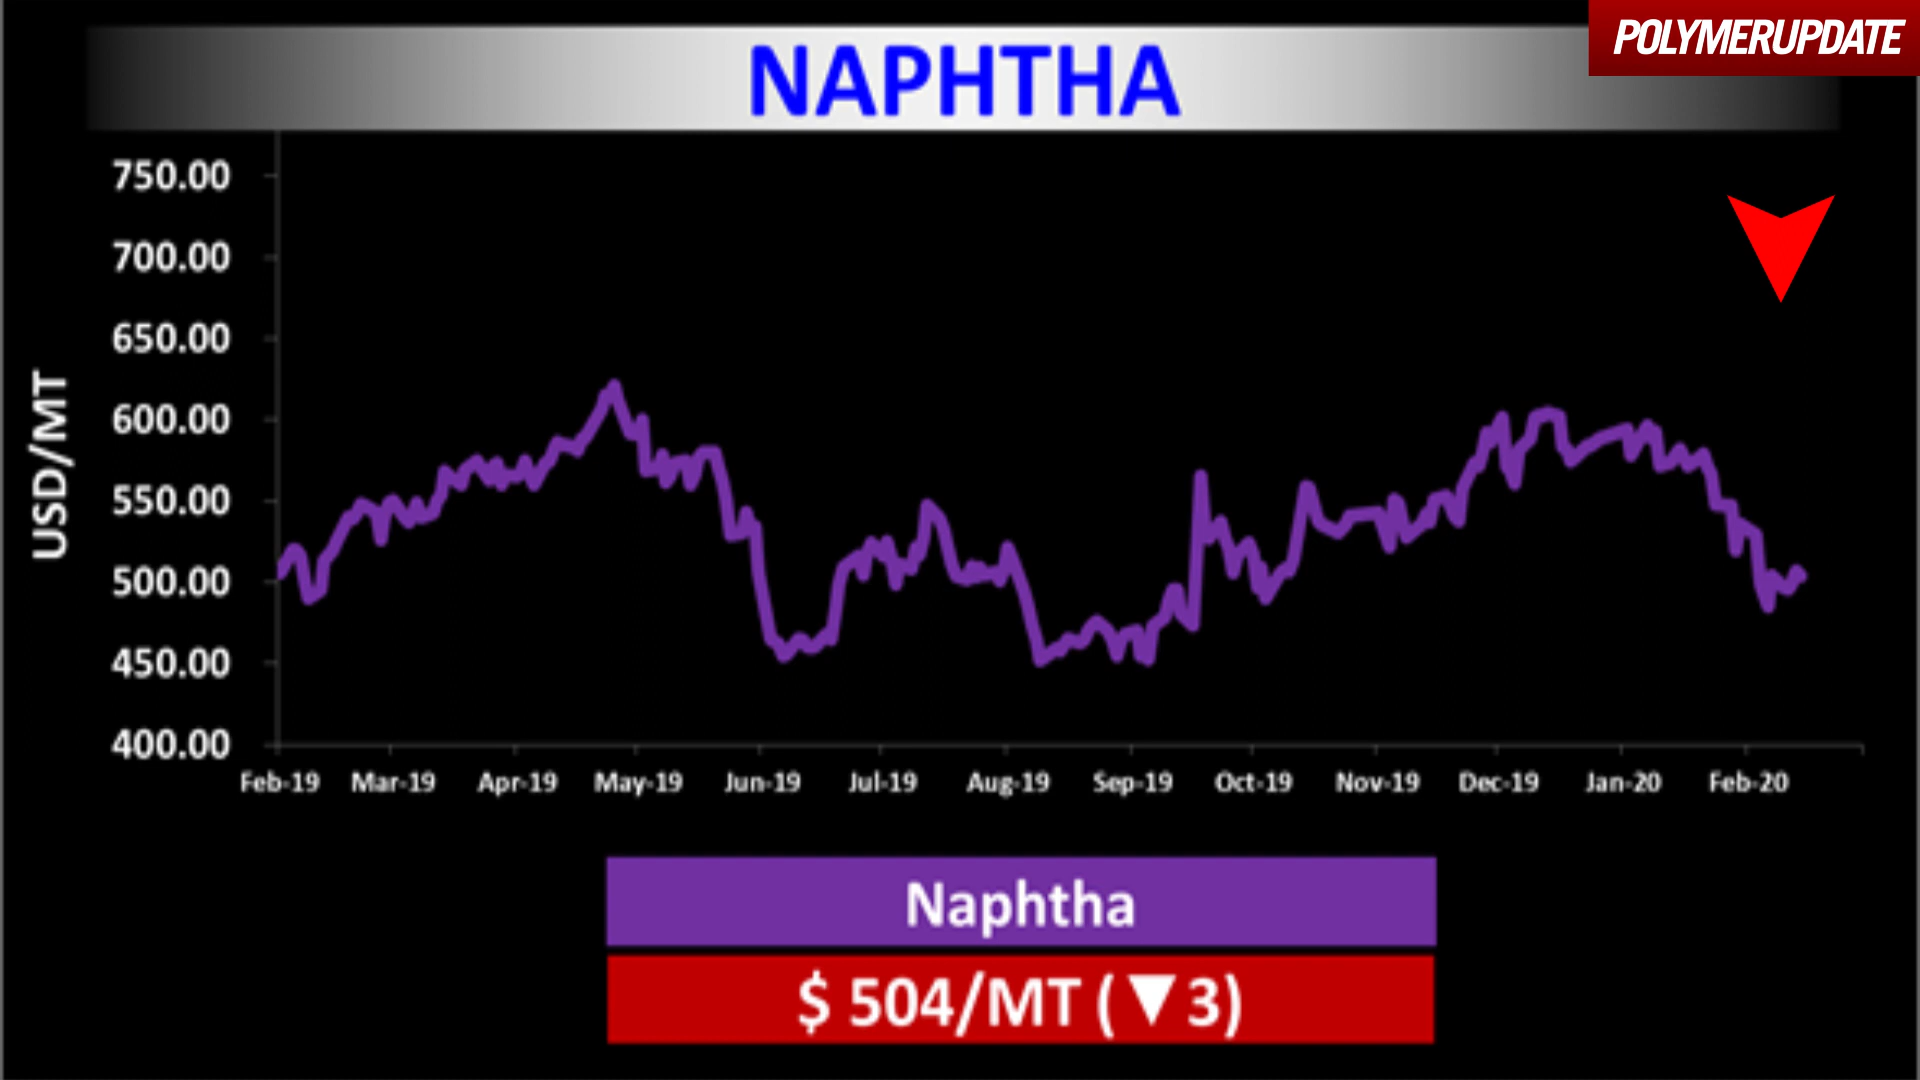 POLYMERUPDATE
NAPHTHA
USD/MT
750.00
700.00
650.00
600.00
550.00
500.00
450.00
400.00
Feb-19 Mar-19 Apr-19 May-19 Jun-19 Jul-19 Aug-19 Sep-19 Oct-19 Nov-19 Dec-19 Jan-20 Feb-20
Naphtha
$ 504/MT (▼3)